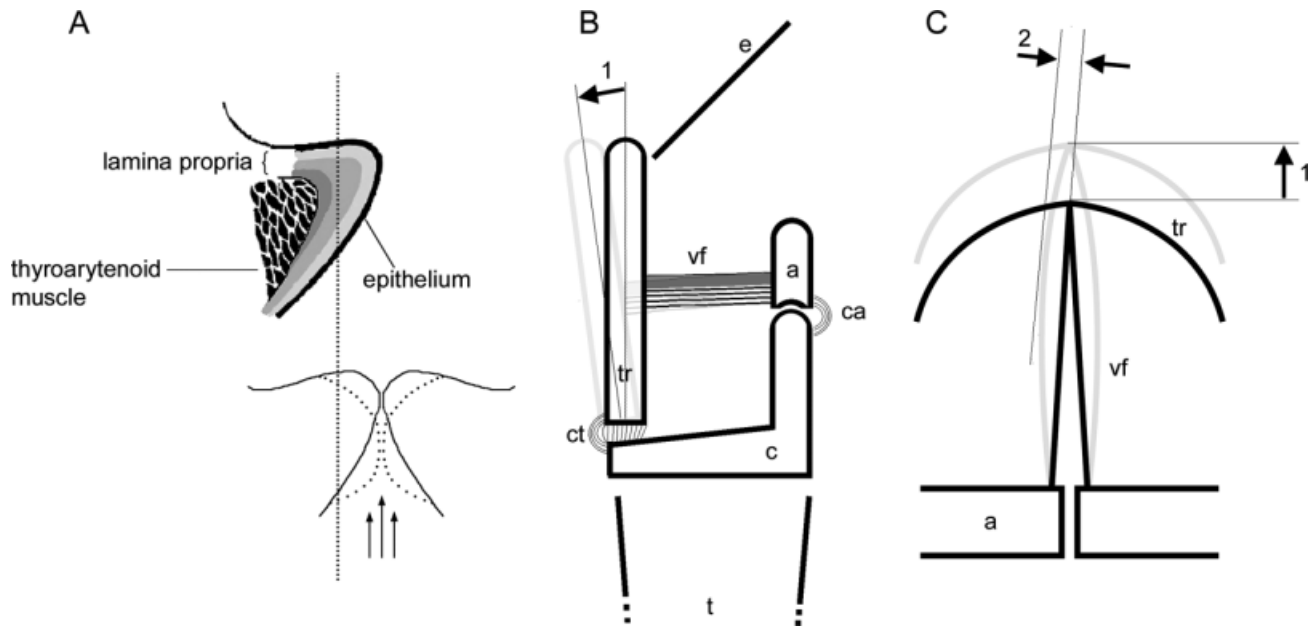 A
lamina propria
thyroarytenoid
muscle
epithelium
B
1
e
vf
a
ca
tr
ct
c
t
C
2
1
tr
vf
a